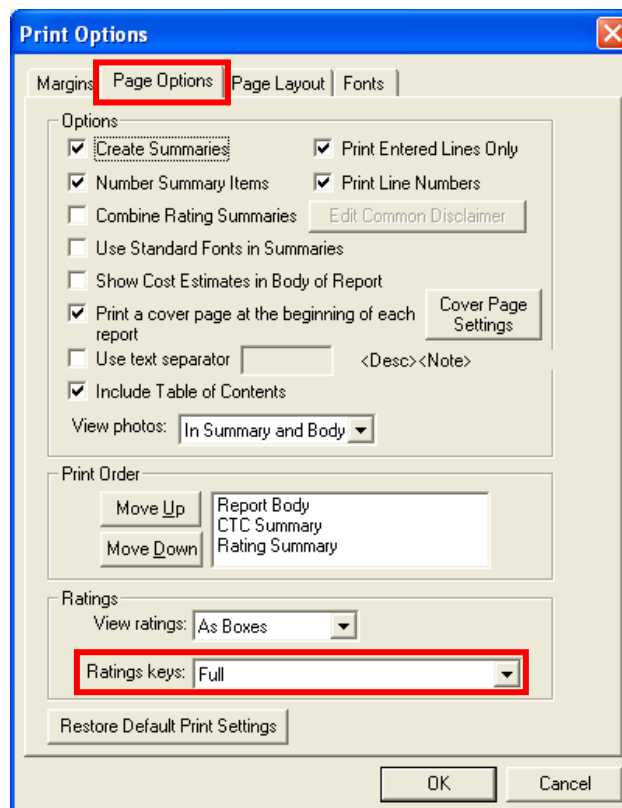 Print Options
Margins Page Options Page Layout Fonts
Options
Create Summaries Print Entered Lines Only
Number Summary Items Print Line Numbers
Combine Rating Summaries Edit Common Disclaimer
Use Standard Fonts in Summaries
Show Cost Estimates in Body of Report
Print a cover page at the beginning of each report Cover Page Settings
Use text separator <Desc><Note>
Include Table of Contents
View photos: In Summary and Body
Print Order
Move Up
Move Down
Report Body
CTC Summary
Rating Summary
Ratings
View ratings: As Boxes
Ratings keys: Full
Restore Default Print Settings
OK Cancel